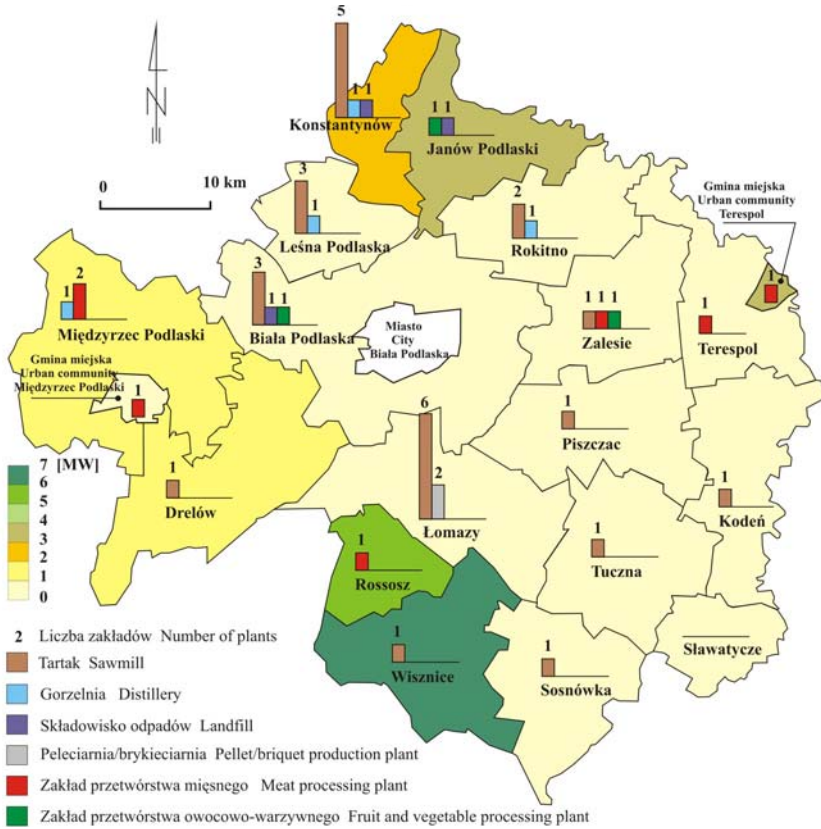 5
1 1
Konstantynów
1 1
Janów Podlaski
N
0 10 km
3
1
Leśna Podlaska
2
1
Rokitno
Gmina miejska
Urban community
Terespol
1
2
1
Międzyrzec Podlaski
3
1 1
Biała Podlaska
Miasto
City
Biała Podlaska
1 1 1
Zalesie
1
Terespol
Gmina miejska
Urban community
Międzyrzec Podlaski
1
6
2
Łomazy
1
Piszczac
7 [MW]
6
5
4
3
2
1
0
1
Drelów
1
Kodeń
1
Tuczna
1
Rossosz
Sławatycze
1
Wisznice
1
Sosnówka
2 Liczba zakładów Number of plants
Tartak Sawmill
Gorzelnia Distillery
Składowisko odpadów Landfill
Peleciarnia/brykieciarnia Pellet/briquet production plant
Zakład przetwórstwa mięsnego Meat processing plant
Zakład przetwórstwa owocowo-warzywnego Fruit and vegetable processing plant